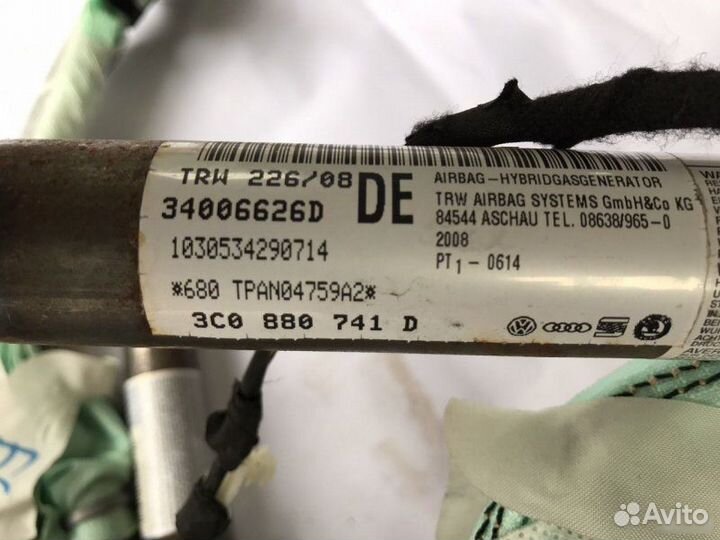 TRW 226/08
34006626D
DE
1030534290714
*680 TPAN04759A2*
3C0 880 741 D
AIRBAG-HYBRIDGASGENERATOR
TRW AIRBAG SYSTEMS GmbH&Co KG
84544 ASCHAU TEL. 08638/965-0
2008
PT1-0614
Avito